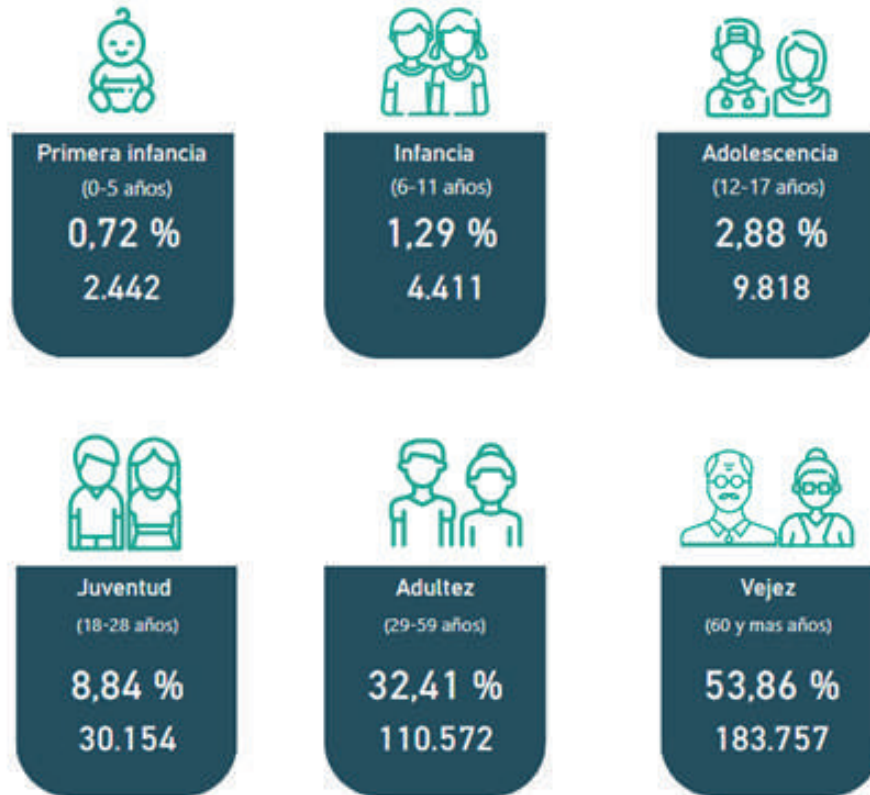 Primera infancia
(0-5 años)
0,72 %
2.442
Infancia
(6-11 años)
1,29 %
4.411
Adolescencia
(12-17 años)
2,88 %
9.818
Juventud
(18-28 años)
8,84 %
30.154
Adultez
(29-59 años)
32,41 %
110.572
Vejez
(60 y mas años)
53,86 %
183.757